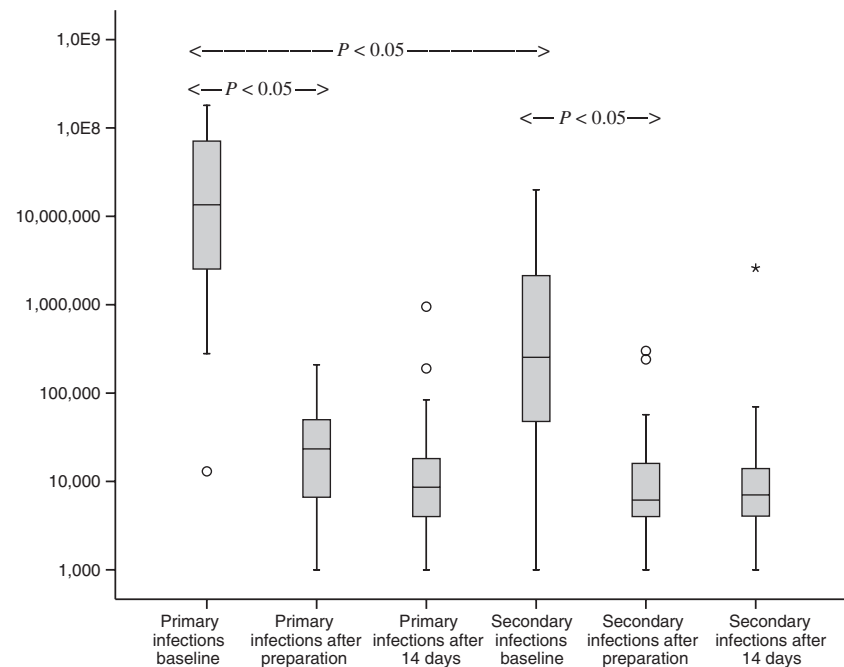 1,0E9
P < 0.05
P < 0.05
1,0E8
P < 0.05
10,000,000
1,000,000
100,000
10,000
1,000
Primary
infections
baseline
Primary
infections after
preparation
Primary
infections after
14 days
Secondary
infections
baseline
Secondary
infections after
preparation
Secondary
infections after
14 days